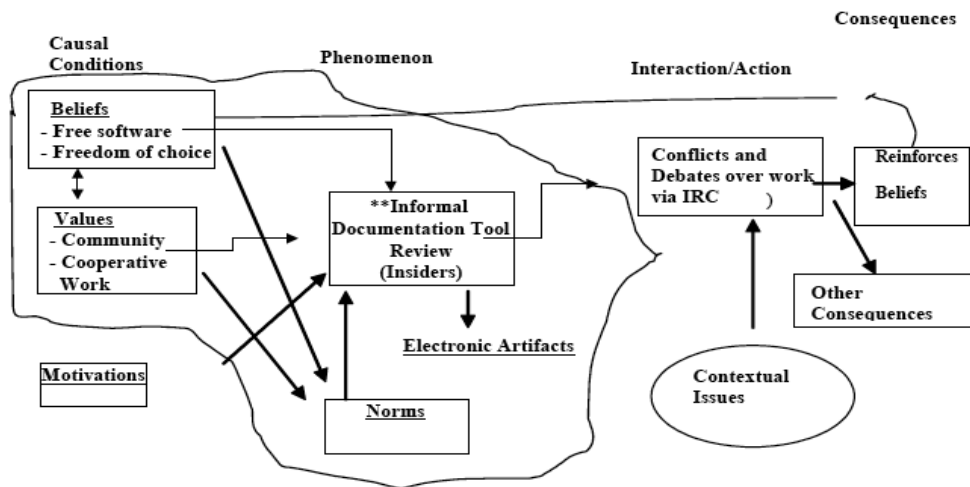 Consequences
Causal
Conditions
Phenomenon
Interaction/Action
Beliefs
- Free software
- Freedom of choice
Values
- Community
- Cooperative
Work
Motivations
**Informal
Documentation Tool
Review
(Insiders)
Electronic Artifacts
Norms
Conflicts and
Debates over work
via IRC )
Reinforces
Beliefs
Other
Consequences
Contextual
Issues